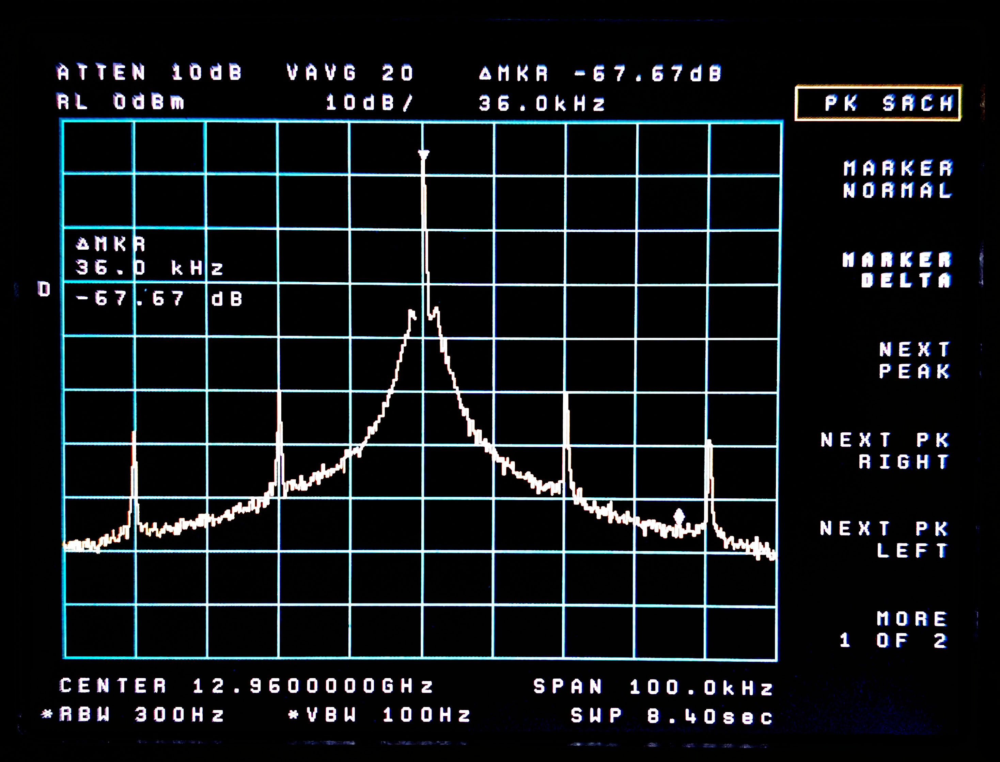 ATTEN 10dB VAVG 20 ΔMKR -67.67dB
RL 0dBm 10dB/ 36.0kHz
PK SRCH
MARKER
NORMAL
ΔMKR
36.0 kHz
-67.67 dB
D
MARKER
DELTA
NEXT
PEAK
NEXT PK
RIGHT
NEXT PK
LEFT
MORE
1 OF 2
CENTER 12.9600000GHz SPAN 100.0kHz
*RBW 300Hz *VBW 100Hz SWP 8.40sec